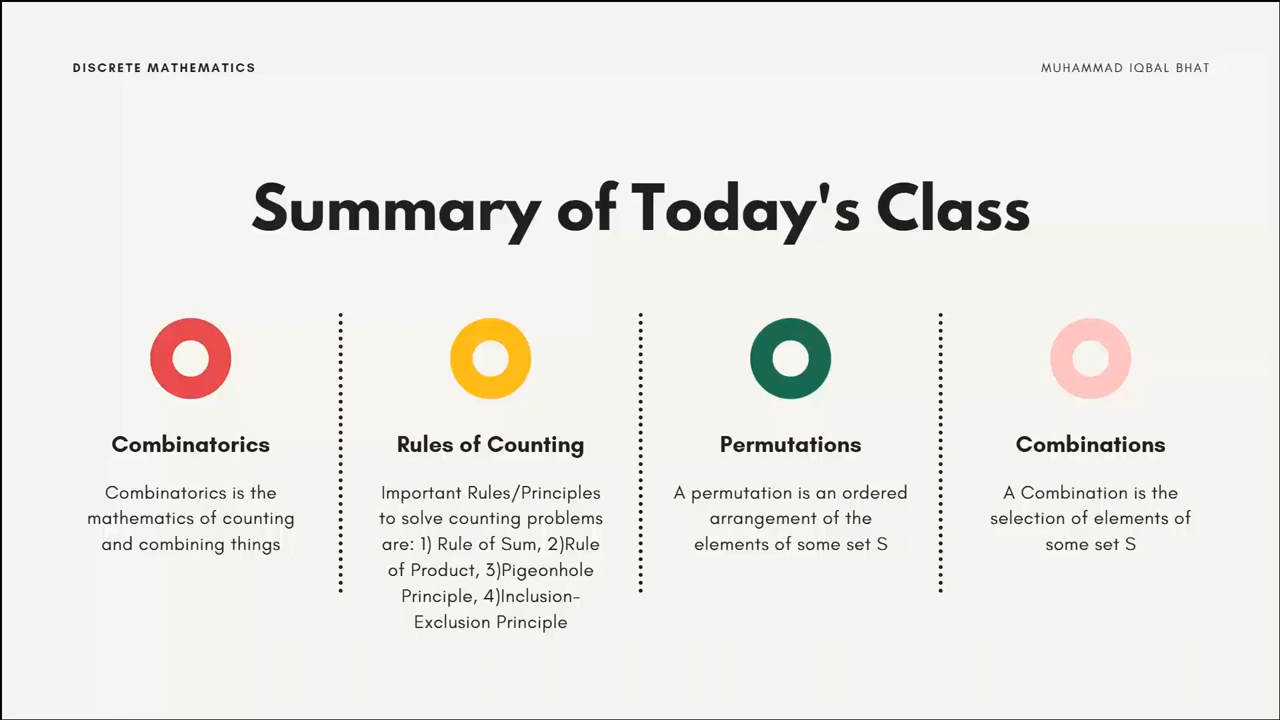 DISCRETE MATHEMATICS
MUHAMMAD IQBAL BHAT
Summary of Today's Class
Combinatorics
Combinatorics is the
mathematics of counting
and combining things
Rules of Counting
Important Rules/Principles
to solve counting problems
are: 1) Rule of Sum, 2)Rule
of Product, 3)Pigeonhole
Principle, 4)Inclusion-
Exclusion Principle
Permutations
A permutation is an ordered
arrangement of the
elements of some set S
Combinations
A Combination is the
selection of elements of
some set S